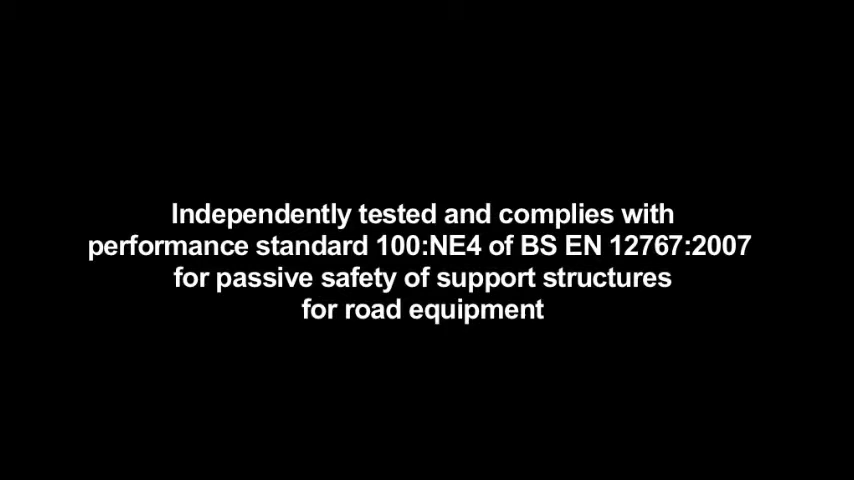 Independently tested and complies with
performance standard 100:NE4 of BS EN 12767:2007
for passive safety of support structures
for road equipment